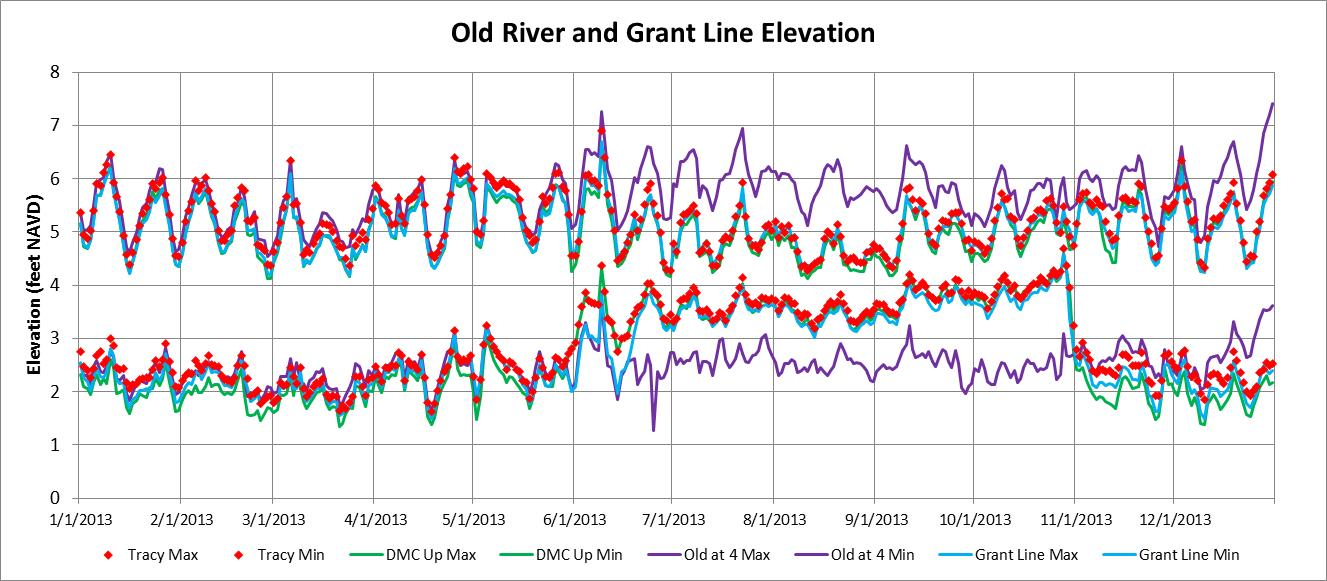 Old River and Grant Line Elevation
Elevation (feet NAVD)
8
7
6
5
4
3
2
1
0
1/1/2013 2/1/2013 3/1/2013 4/1/2013 5/1/2013 6/1/2013 7/1/2013 8/1/2013 9/1/2013 10/1/2013 11/1/2013 12/1/2013
Tracy Max Tracy Min DMC Up Max DMC Up Min Old at 4 Max Old at 4 Min Grant Line Max Grant Line Min